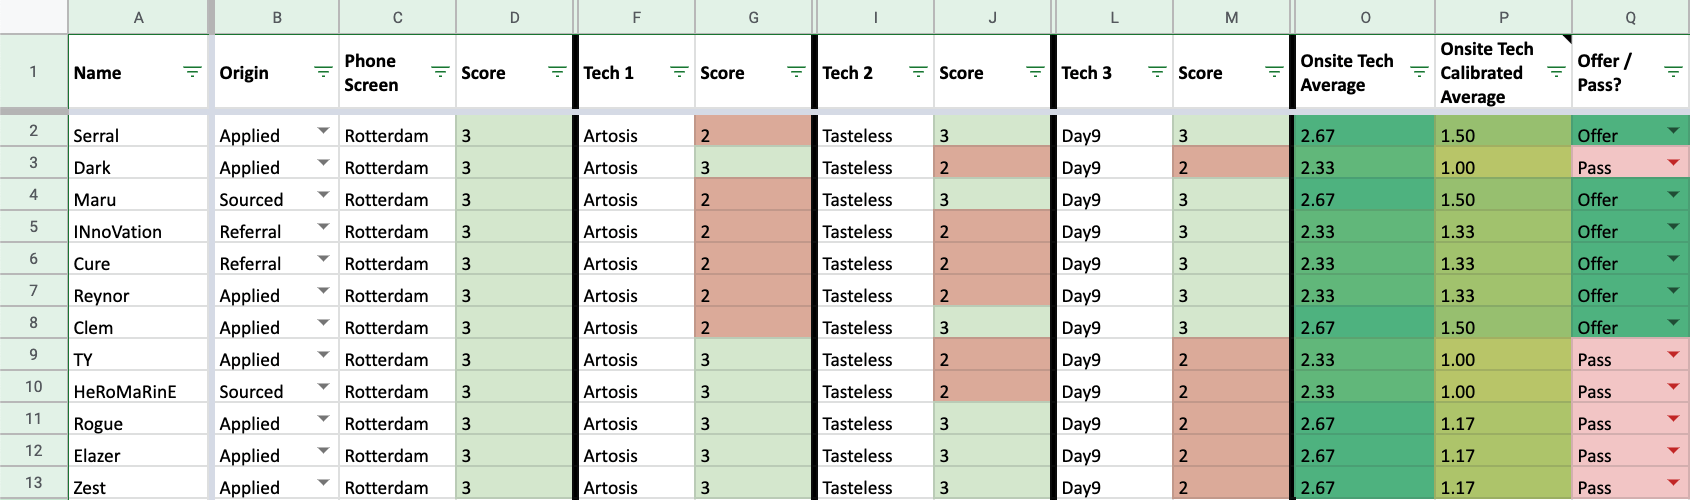 A B C D F G I J L M O P Q
1 Name Origin Phone Screen Score Tech 1 Score Tech 2 Score Tech 3 Score Onsite Tech Average Onsite Tech Calibrated Average Offer / Pass?
2 Serral Applied Rotterdam 3 Artosis 2 Tasteless 3 Day9 3 2.67 1.50 Offer
3 Dark Applied Rotterdam 3 Artosis 3 Tasteless 2 Day9 2 2.33 1.00 Pass
4 Maru Sourced Rotterdam 3 Artosis 2 Tasteless 3 Day9 3 2.67 1.50 Offer
5 INnoVation Referral Rotterdam 3 Artosis 2 Tasteless 2 Day9 3 2.33 1.33 Offer
6 Cure Referral Rotterdam 3 Artosis 2 Tasteless 2 Day9 3 2.33 1.33 Offer
7 Reynor Applied Rotterdam 3 Artosis 2 Tasteless 2 Day9 3 2.33 1.33 Offer
8 Clem Applied Rotterdam 3 Artosis 2 Tasteless 3 Day9 3 2.67 1.50 Offer
9 TY Applied Rotterdam 3 Artosis 3 Tasteless 2 Day9 2 2.33 1.00 Pass
10 HeRoMaRinE Sourced Rotterdam 3 Artosis 3 Tasteless 2 Day9 2 2.33 1.00 Pass
11 Rogue Applied Rotterdam 3 Artosis 3 Tasteless 3 Day9 2 2.67 1.17 Pass
12 Elazer Applied Rotterdam 3 Artosis 3 Tasteless 3 Day9 2 2.67 1.17 Pass
13 Zest Applied Rotterdam 3 Artosis 3 Tasteless 3 Day9 2 2.67 1.17 Pass